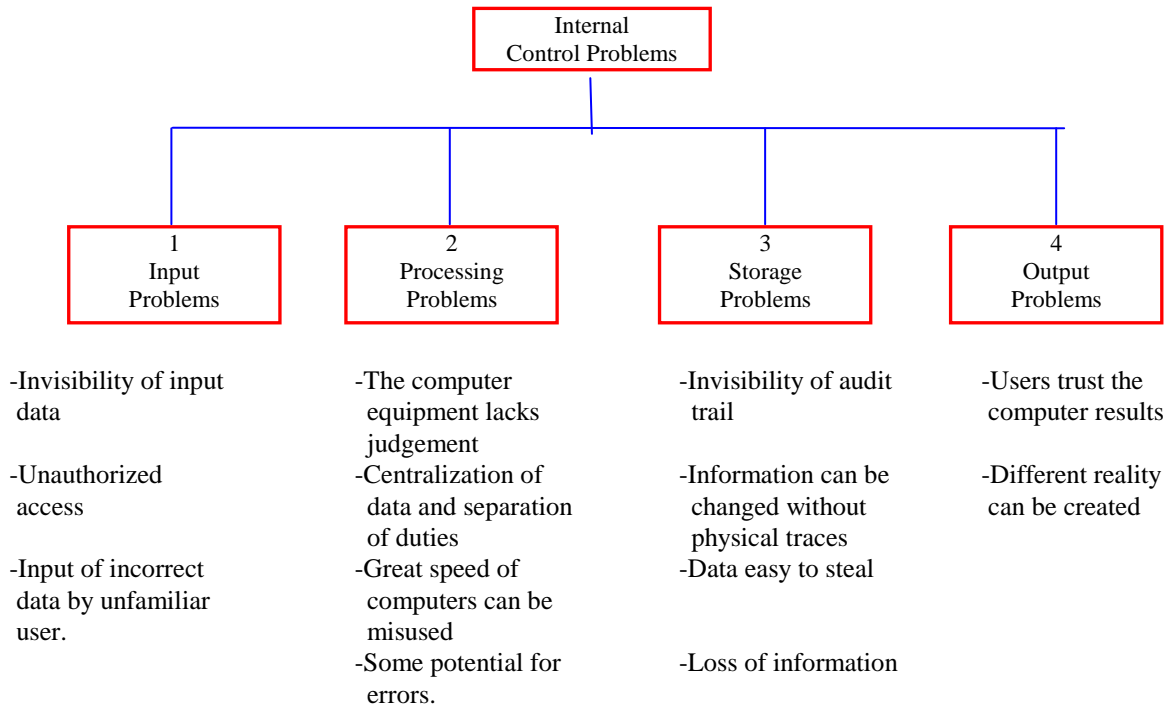 Internal
Control Problems
1
Input
Problems
2
Processing
Problems
3
Storage
Problems
4
Output
Problems
-Invisibility of input
data
-Unauthorized
access
-Input of incorrect
data by unfamiliar
user.
-The computer
equipment lacks
judgement
-Centralization of
data and separation
of duties
-Great speed of
computers can be
misused
-Some potential for
errors.
-Invisibility of audit
trail
-Information can be
changed without
physical traces
-Data easy to steal
-Loss of information
-Users trust the
computer results
-Different reality
can be created